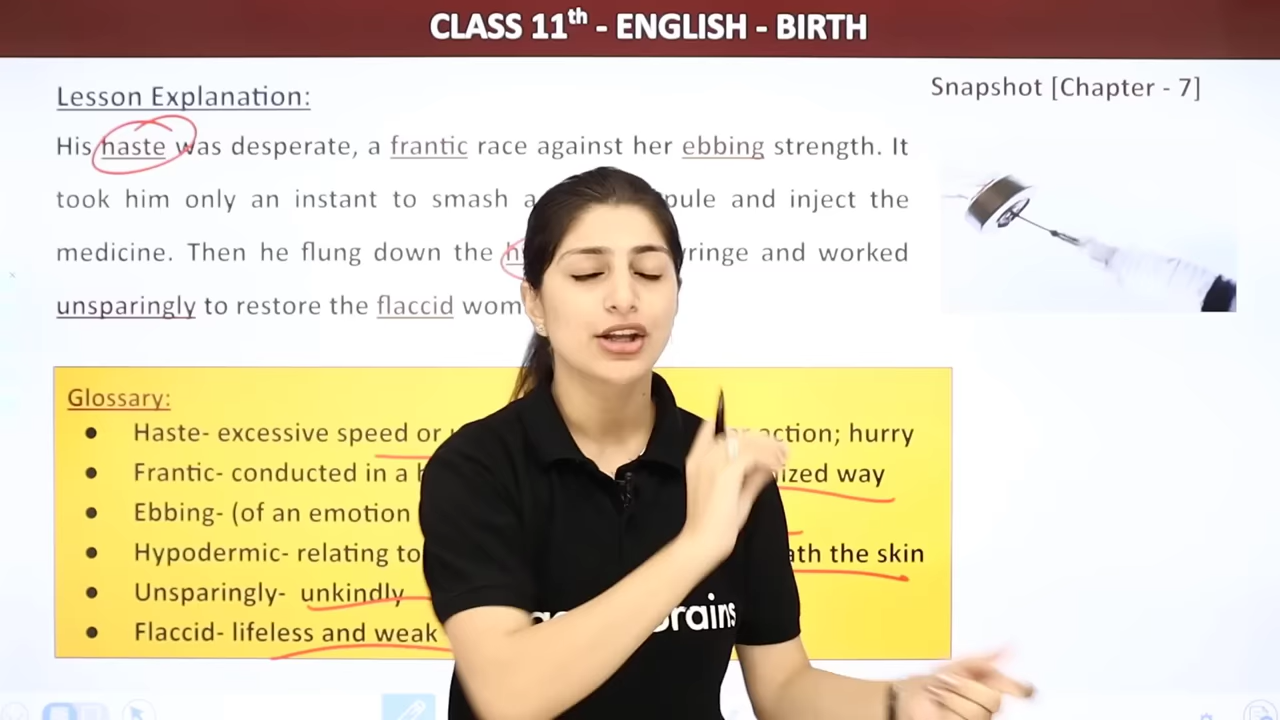 CLASS 11th - ENGLISH - BIRTH
Lesson Explanation:
Snapshot [Chapter - 7]
His haste was desperate, a frantic race against her ebbing strength. It
took him only an instant to smash a pule and inject the
medicine. Then he flung down the h yringe and worked
unsparingly to restore the flaccid wom
Glossary:
• Haste- excessive speed or action; hurry
• Frantic- conducted in a ized way
• Ebbing- (of an emotion
• Hypodermic- relating to ath the skin
• Unsparingly- unkindly
• Flaccid- lifeless and weak
brains